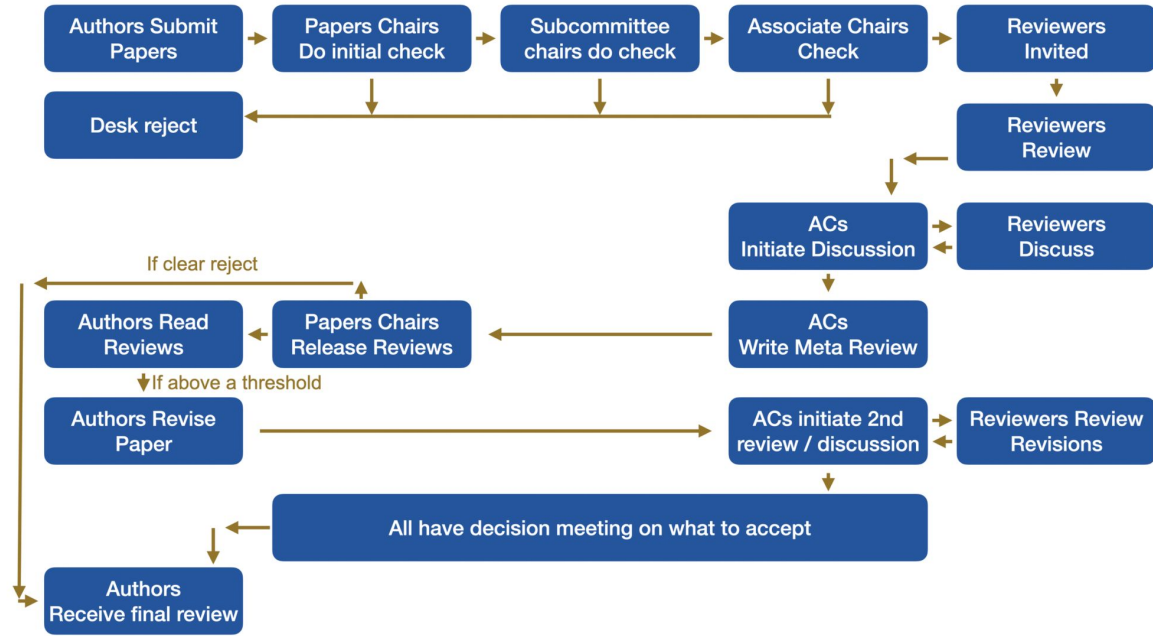 Authors Submit
Papers
Papers Chairs
Do initial check
Subcommittee
chairs do check
Associate Chairs
Check
Reviewers
Invited
Desk reject
Reviewers
Review
ACs
Initiate Discussion
Reviewers
Discuss
If clear reject
Authors Read
Reviews
Papers Chairs
Release Reviews
ACs
Write Meta Review
If above a threshold
Authors Revise
Paper
ACs initiate 2nd
review / discussion
Reviewers Review
Revisions
All have decision meeting on what to accept
Authors
Receive final review